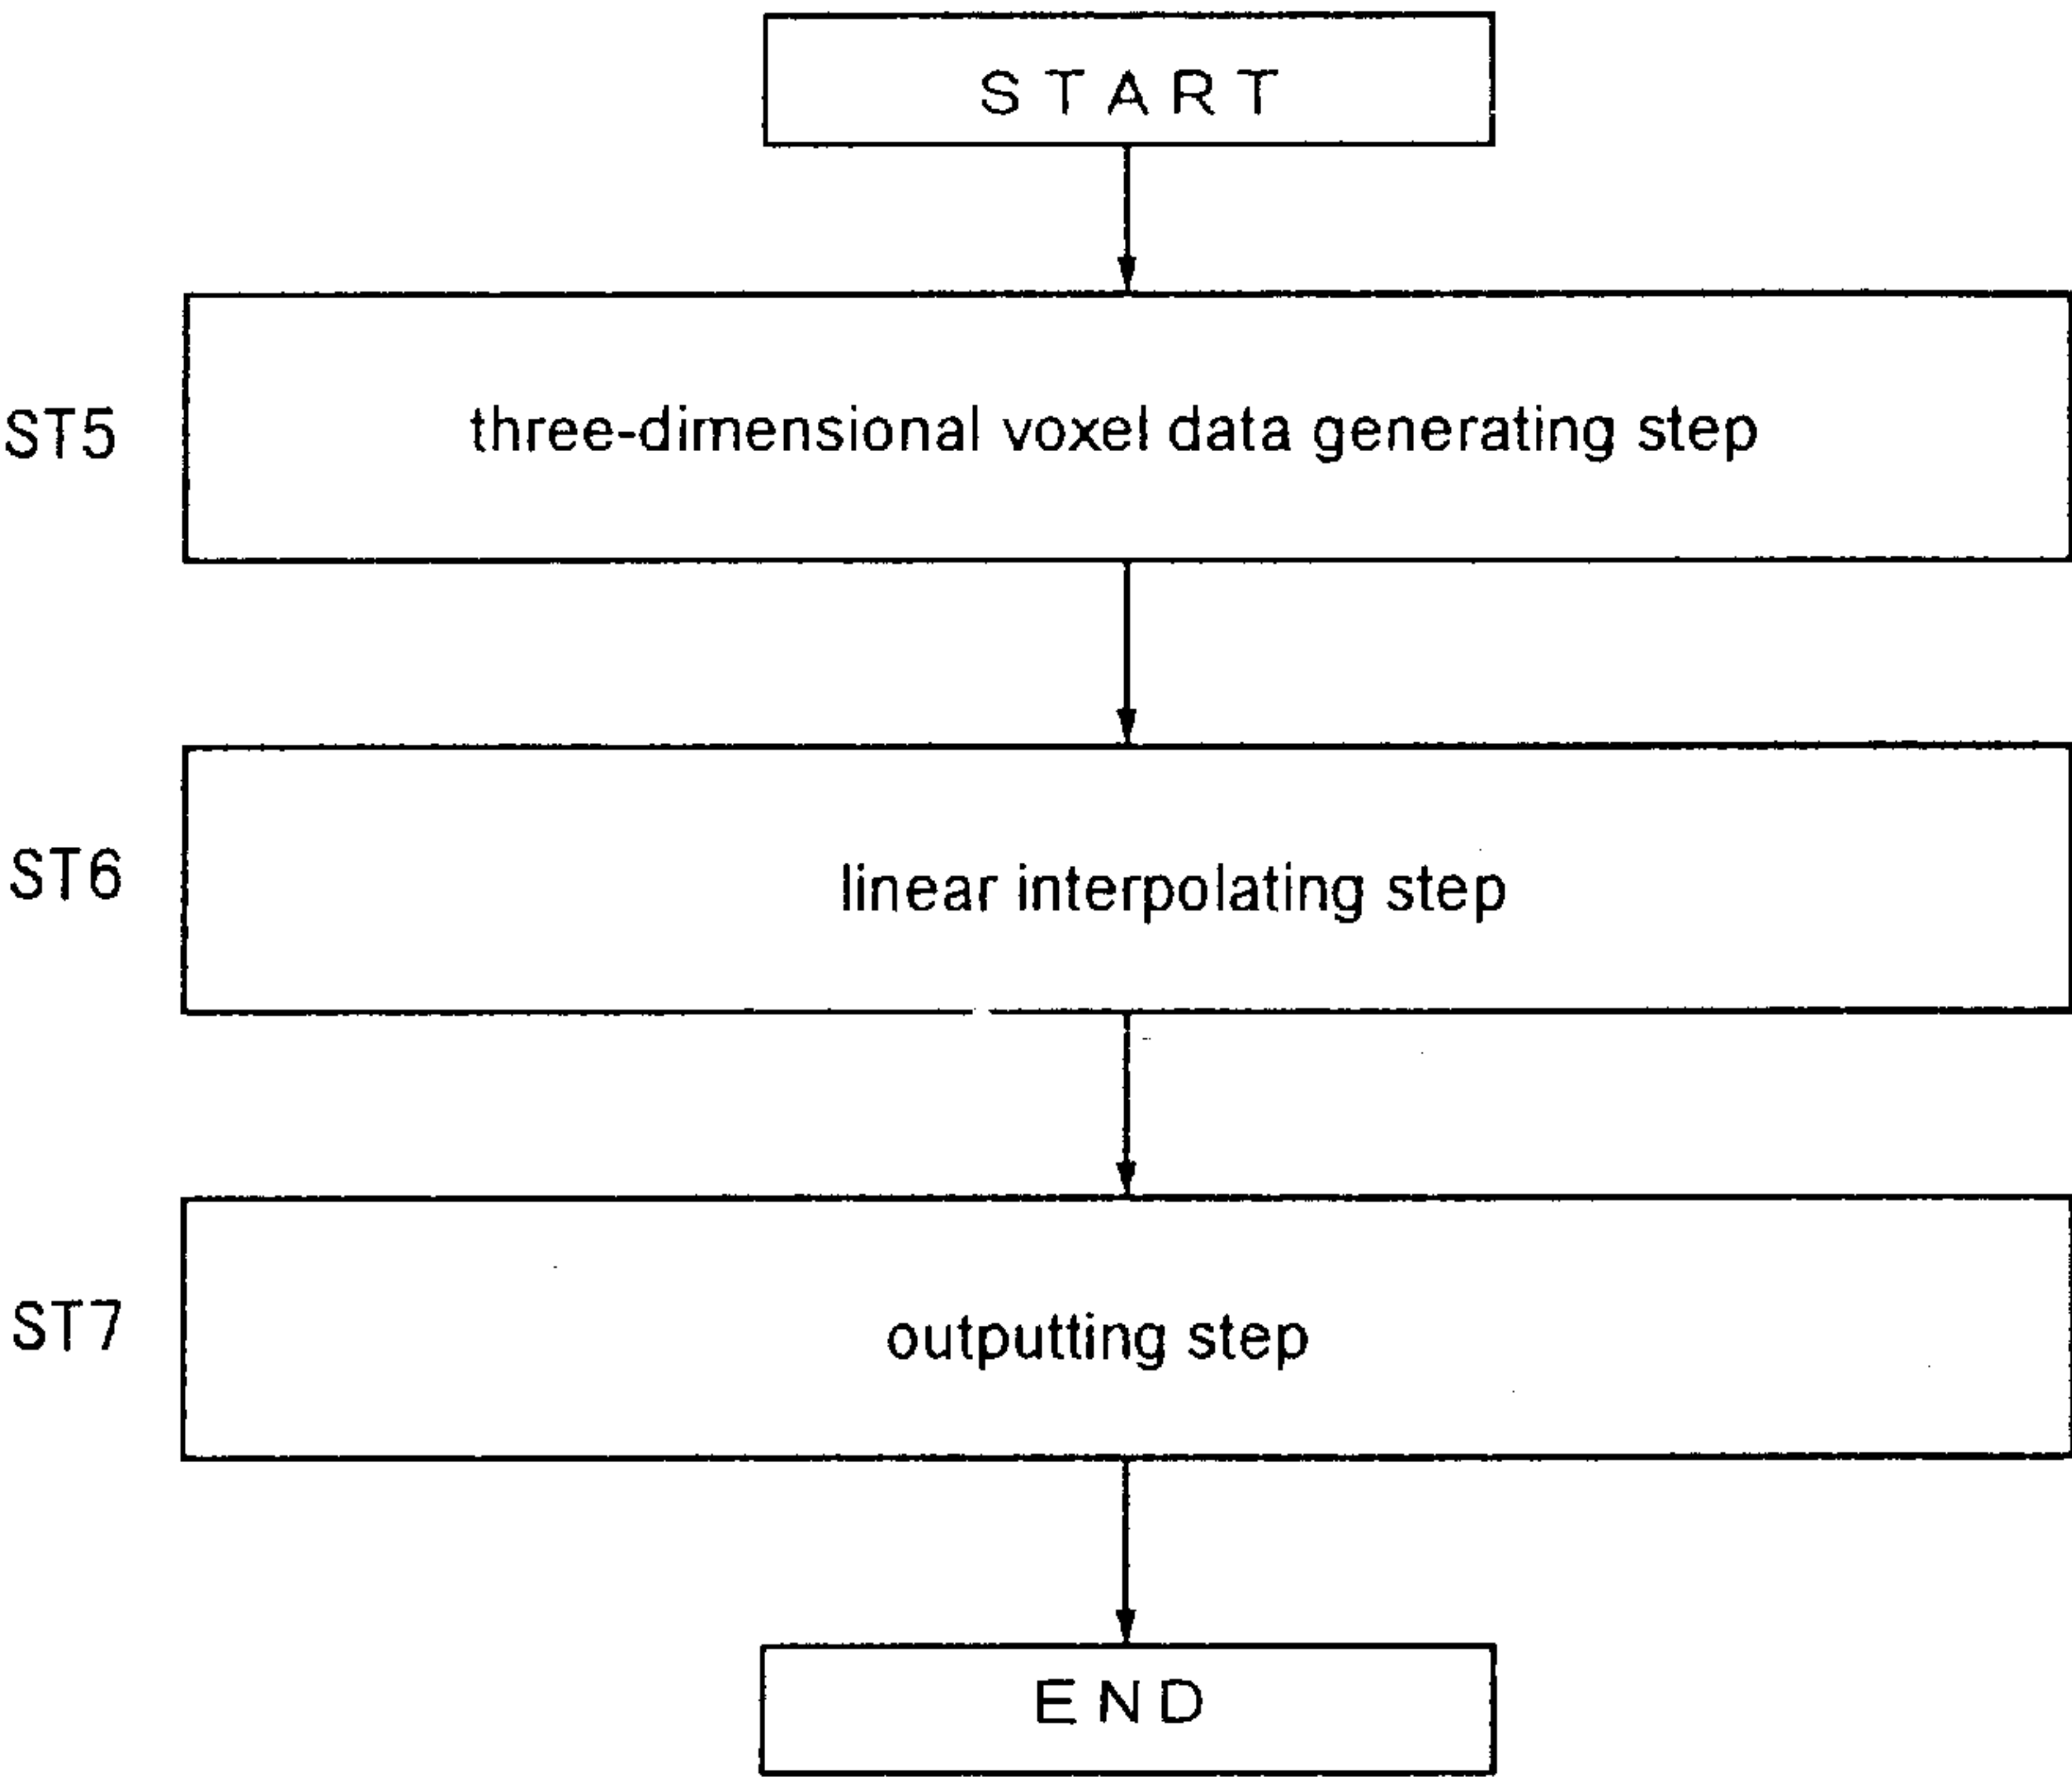 START
ST5
three-dimensional voxel data generating step
ST6
linear interpolating step
ST7
outputting step
END